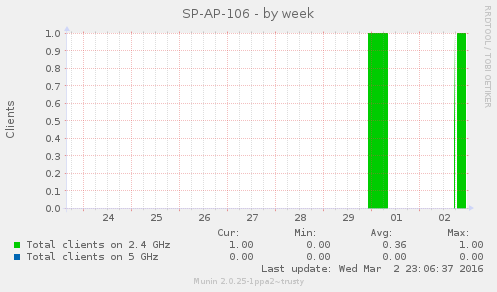 SP-AP-106 - by week
RRDTOOL / TOBI OETIKER
Clients
1.0
0.9
0.8
0.7
0.6
0.5
0.4
0.3
0.2
0.1
0.0
24 25 26 27 28 29 01 02
Cur: Min: Avg: Max:
Total clients on 2.4 GHz 1.00 0.00 0.36 1.00
Total clients on 5 GHz 0.00 0.00 0.00 0.00
Last update: Wed Mar 2 23:06:37 2016
Munin 2.0.25-1ppa2~trusty